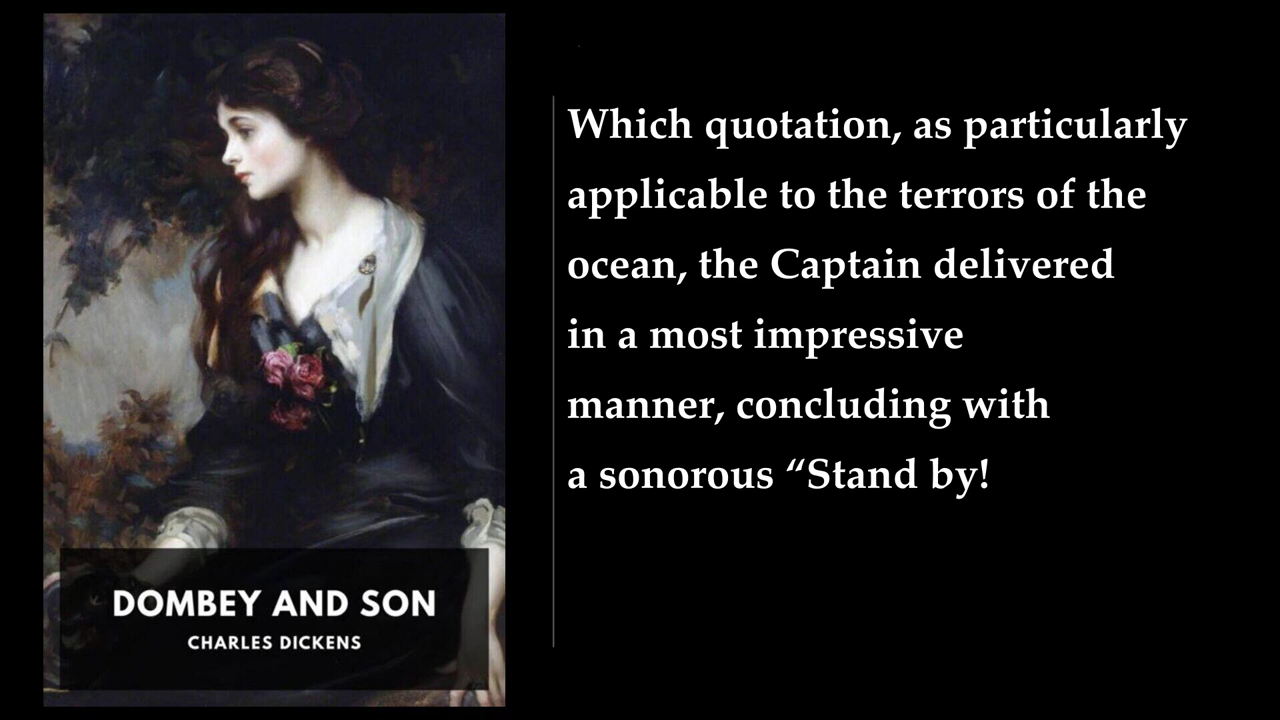 DOMBEY AND SON
CHARLES DICKENS
Which quotation, as particularly
applicable to the terrors of the
ocean, the Captain delivered
in a most impressive
manner, concluding with
a sonorous “Stand by!